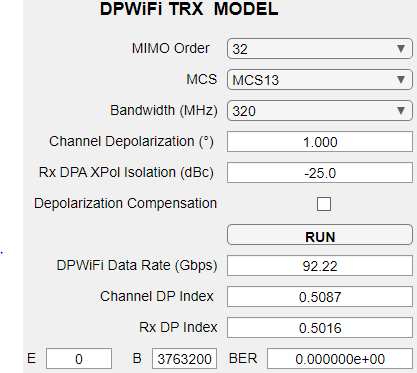 DPWiFi TRX MODEL
MIMO Order 32
MCS MCS13
Bandwidth (MHz) 320
Channel Depolarization (°) 1.000
Rx DPA XPol Isolation (dBc) -25.0
Depolarization Compensation
RUN
DPWiFi Data Rate (Gbps) 92.22
Channel DP Index 0.5087
Rx DP Index 0.5016
E 0 B 3763200 BER 0.000000e+00